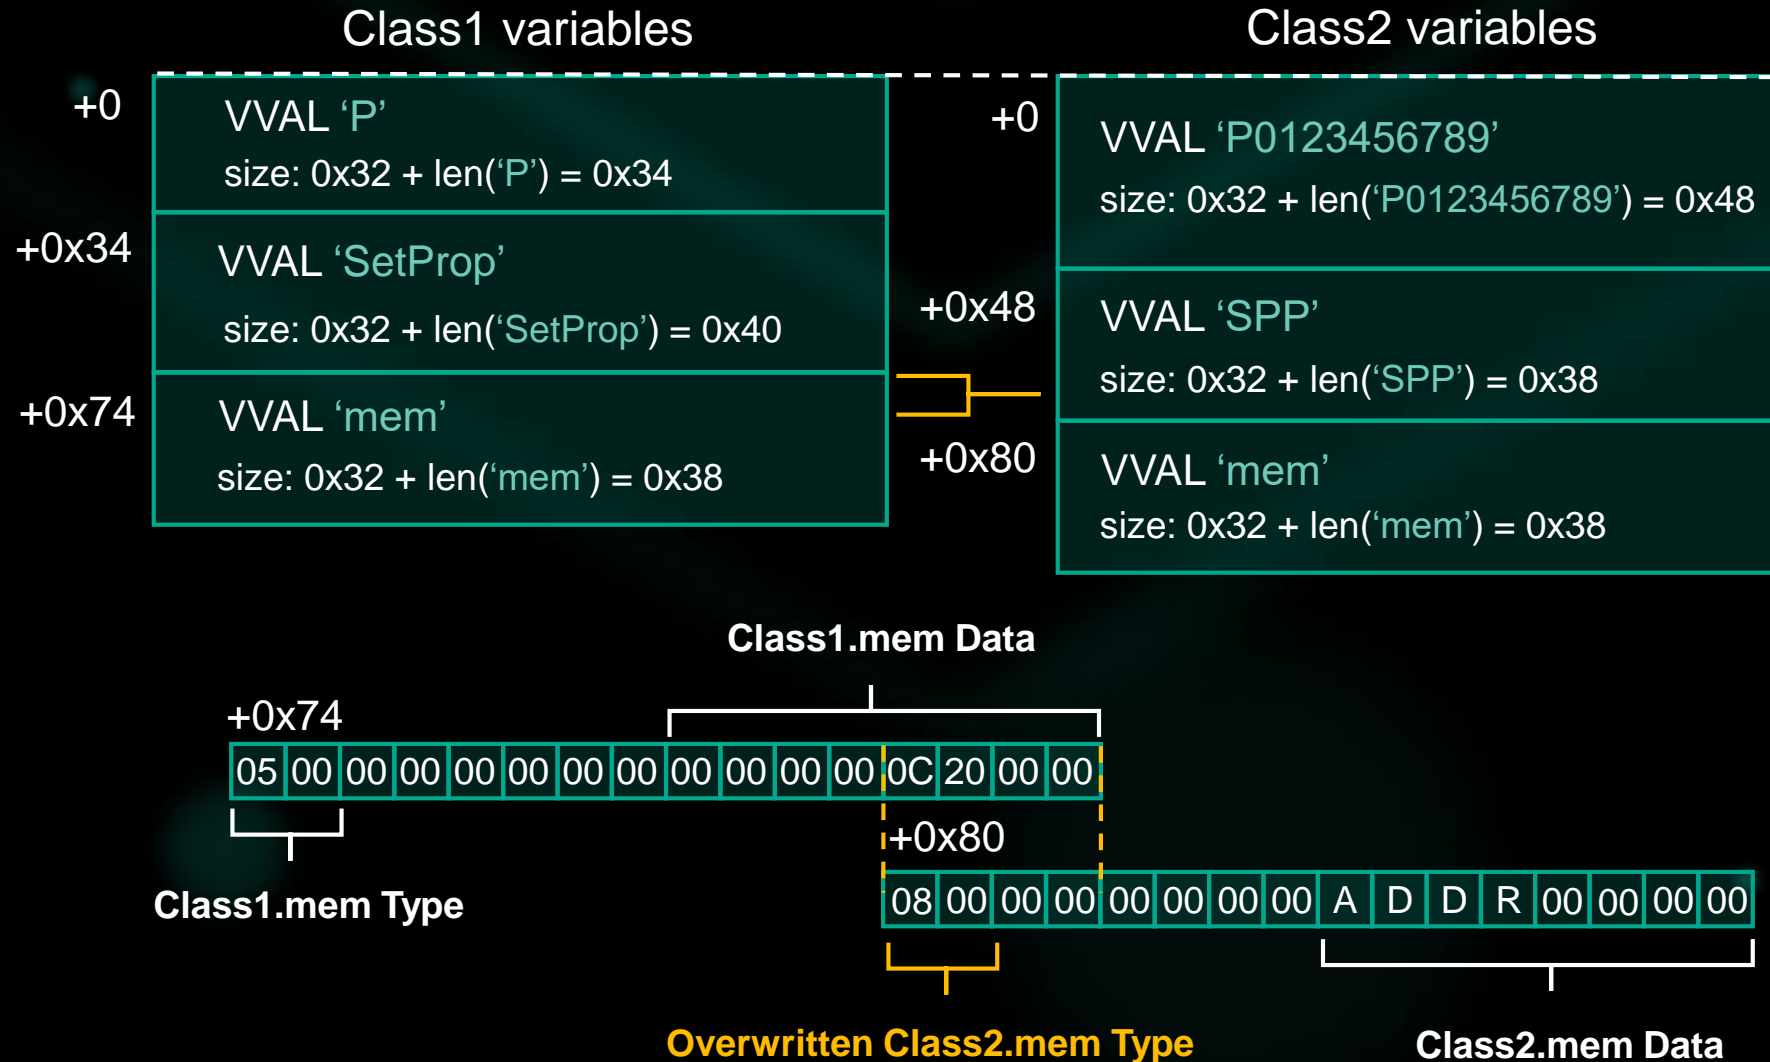 Class1 variables
+0
VVAL ‘P’
size: 0x32 + len(‘P’) = 0x34
+0x34
VVAL ‘SetProp’
size: 0x32 + len(‘SetProp’) = 0x40
+0x74
VVAL ‘mem’
size: 0x32 + len(‘mem’) = 0x38
Class2 variables
+0
VVAL ‘P0123456789’
size: 0x32 + len(‘P0123456789’) = 0x48
+0x48
VVAL ‘SPP’
size: 0x32 + len(‘SPP’) = 0x38
+0x80
VVAL ‘mem’
size: 0x32 + len(‘mem’) = 0x38
Class1.mem Data
+0x74
05 00 00 00 00 00 00 00 00 00 00 00 0C 20 00 00
Class1.mem Type
+0x80
08 00 00 00 00 00 00 00 A D D R 00 00 00 00
Overwritten Class2.mem Type
Class2.mem Data